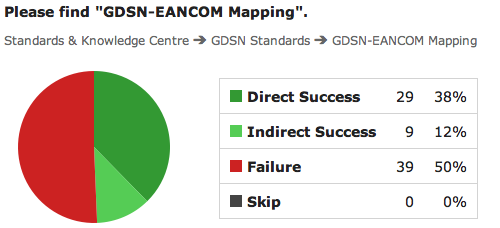 Please find "GDSN-EANCOM Mapping".
Standards & Knowledge Centre ➔ GDSN Standards ➔ GDSN-EANCOM Mapping
Direct Success 29 38%
Indirect Success 9 12%
Failure 39 50%
Skip 0 0%